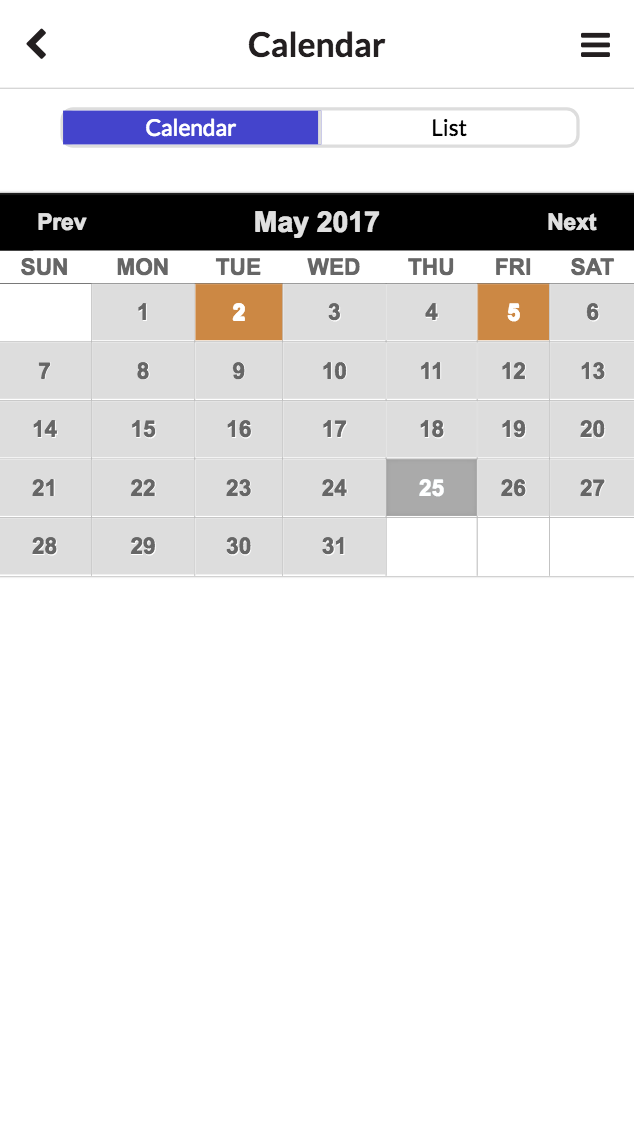 Calendar
Calendar List
Prev May 2017 Next
SUN MON TUE WED THU FRI SAT
1 2 3 4 5 6
7 8 9 10 11 12 13
14 15 16 17 18 19 20
21 22 23 24 25 26 27
28 29 30 31